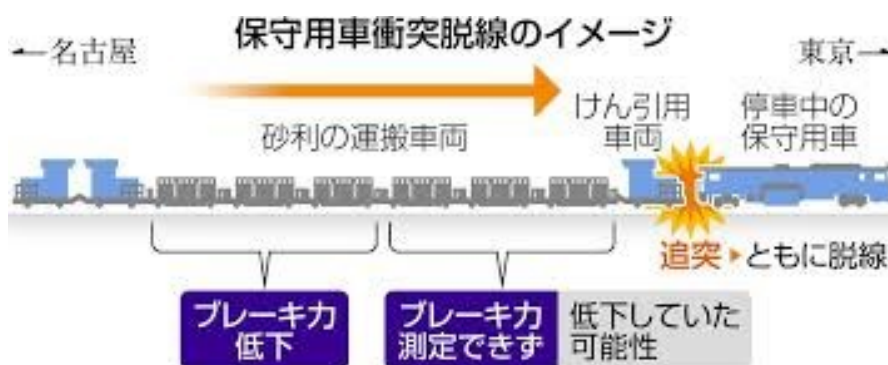 保守用車衝突脱線のイメージ
←名古屋
東京→
砂利の運搬車両
けん引用
車両
停車中の
保守用車
追突▶ともに脱線
ブレーキ力
低下
ブレーキ力
測定できず
低下していた
可能性